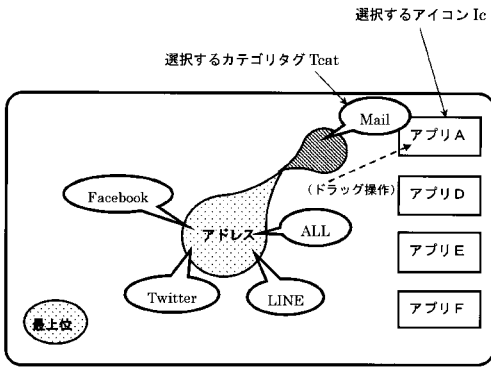 選択するアイコン Ic
選択するカテゴリタグ Tcat
Mail
アプリA
(ドラッグ操作)
Facebook
アプリD
アドレス
ALL
アプリE
Twitter
LINE
最上位
アプリF